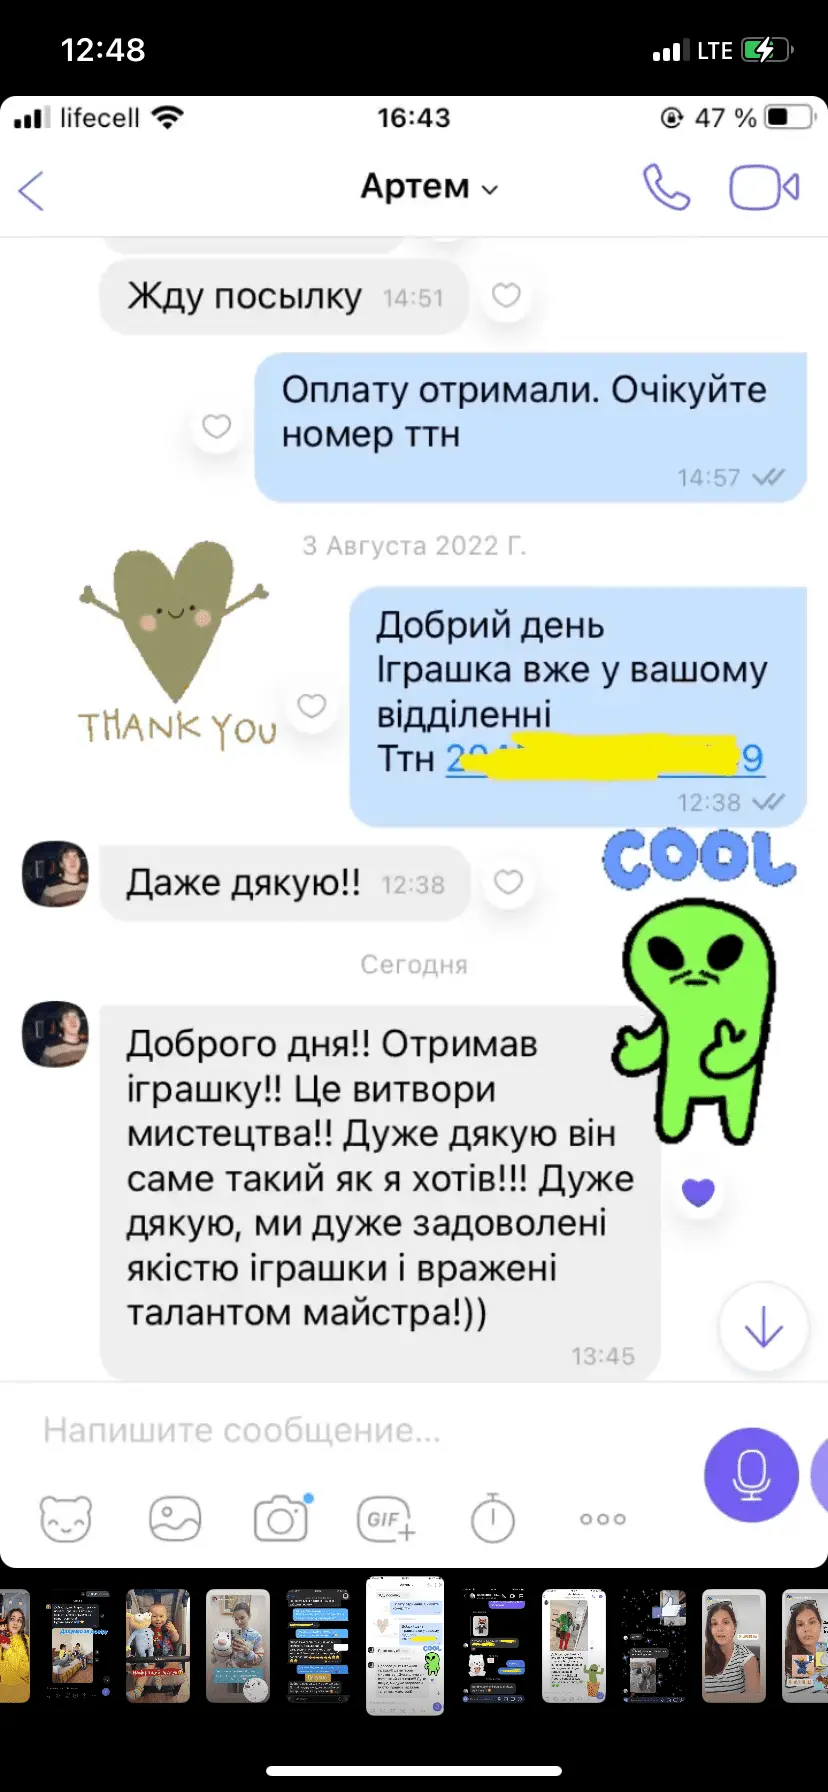 12:48
LTE
lifecell
16:43
47 %
Артем
Жду посылку 14:51
Оплату отримали. Очікуйте
номер ттн
14:57
3 Августа 2022 Г.
THANK YOU
Добрий день
Іграшка вже у вашому
відділенні
Ттн
12:38
COOL
Даже дякую!! 12:38
Сегодня
Доброго дня!! Отримав
іграшку!! Це витвори
мистецтва!! Дуже дякую він
саме такий як я хотів!!! Дуже
дякую, ми дуже задоволені
якістю іграшки і вражені
талантом майстра!))
13:45
Напишите сообщение...
GIF